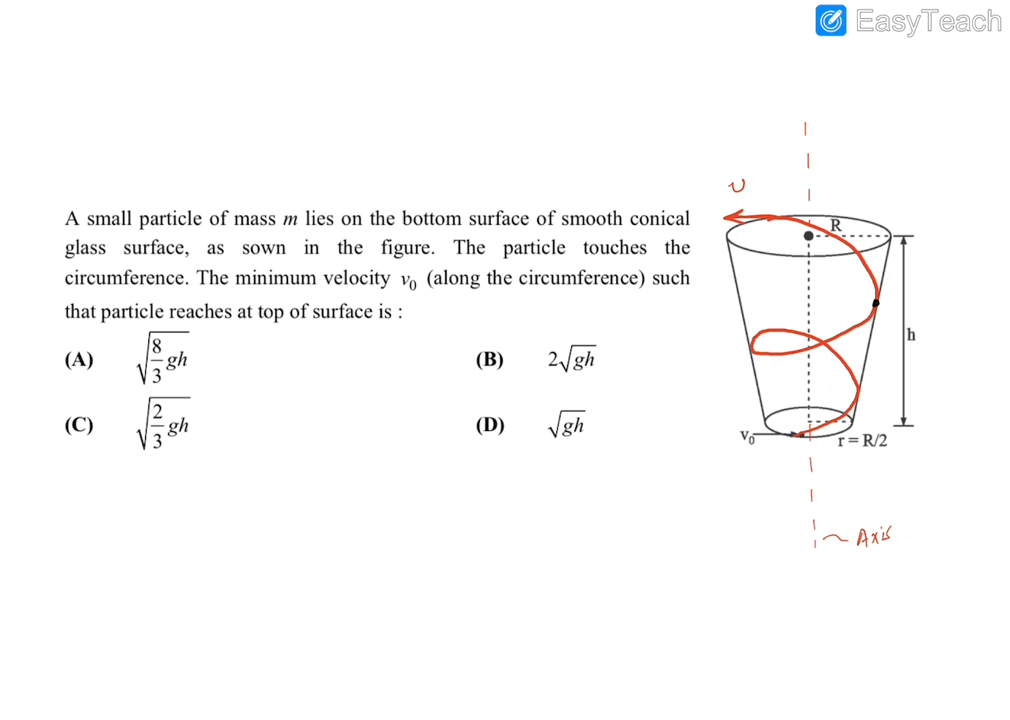 EasyTeach
A small particle of mass m lies on the bottom surface of smooth conical
glass surface, as sown in the figure. The particle touches the
circumference. The minimum velocity v₀ (along the circumference) such
that particle reaches at top of surface is :
(A) √(8/3 gh)
(B) 2√gh
(C) √(2/3 gh)
(D) √gh
υ
R
h
v₀
r = R/2
Axis